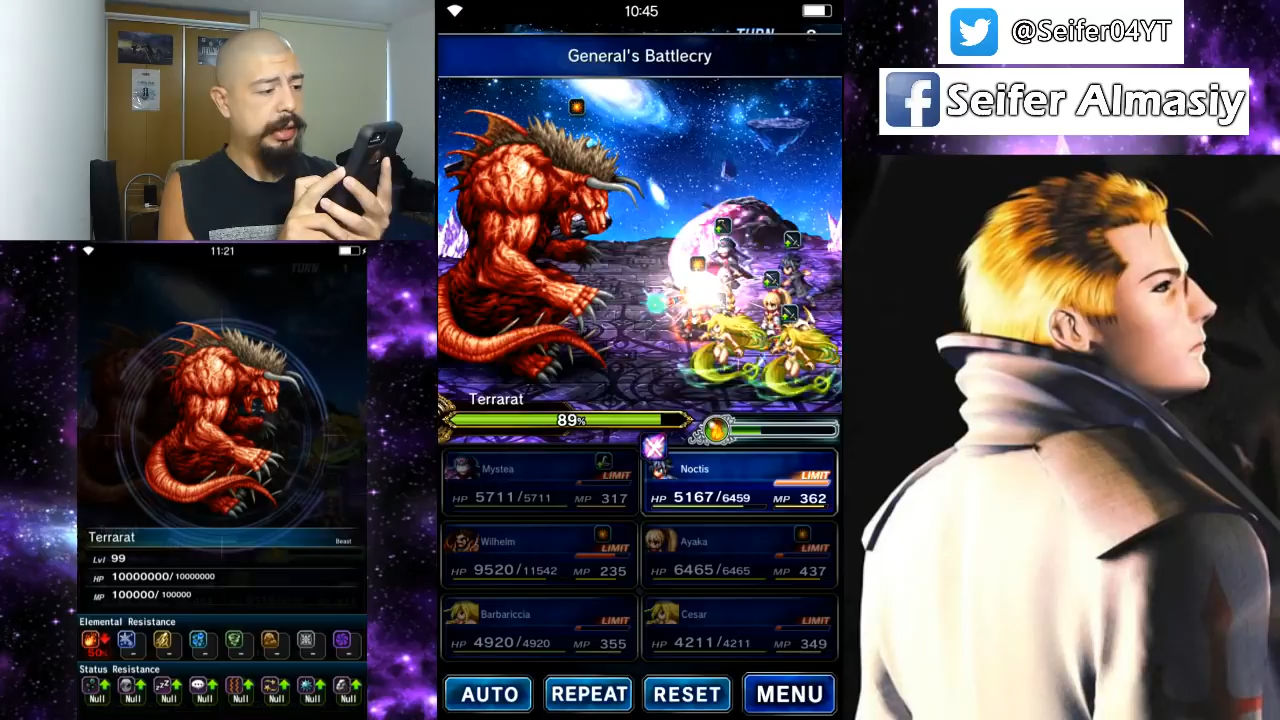 @Seifer04YT
Seifer Almasiy
10:45
TURN
General's Battlecry
Terrarat
89%
Mystea
LIMIT
HP 5711/5711 MP 317
Noctis
LIMIT
HP 5167/6459 MP 362
Wilhelm
LIMIT
HP 9520/11542 MP 235
Ayaka
LIMIT
HP 6465/6465 MP 437
Barbariccia
LIMIT
HP 4920/4920 MP 355
Cesar
LIMIT
HP 4211/4211 MP 349
AUTO
REPEAT
RESET
MENU
11:21
TURN 1
Terrarat
Beast
Lvl 99
HP 10000000/10000000
MP 100000/100000
Elemental Resistance
50% - - - - - - -
Status Resistance
Null Null Null Null Null Null Null Null